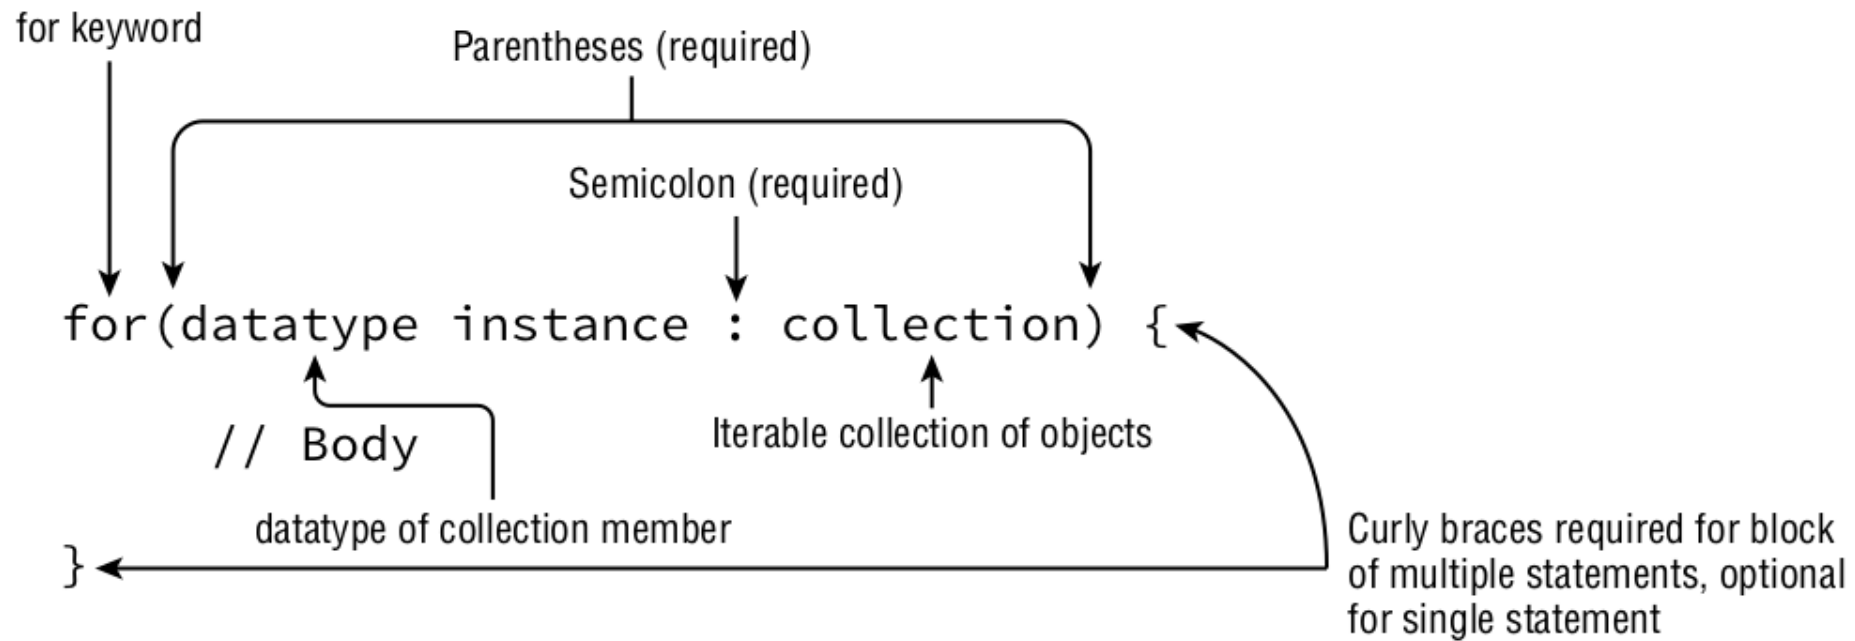 for keyword
Parentheses (required)
Semicolon (required)
for(datatype instance : collection) {
// Body
Iterable collection of objects
datatype of collection member
}
Curly braces required for block
of multiple statements, optional
for single statement